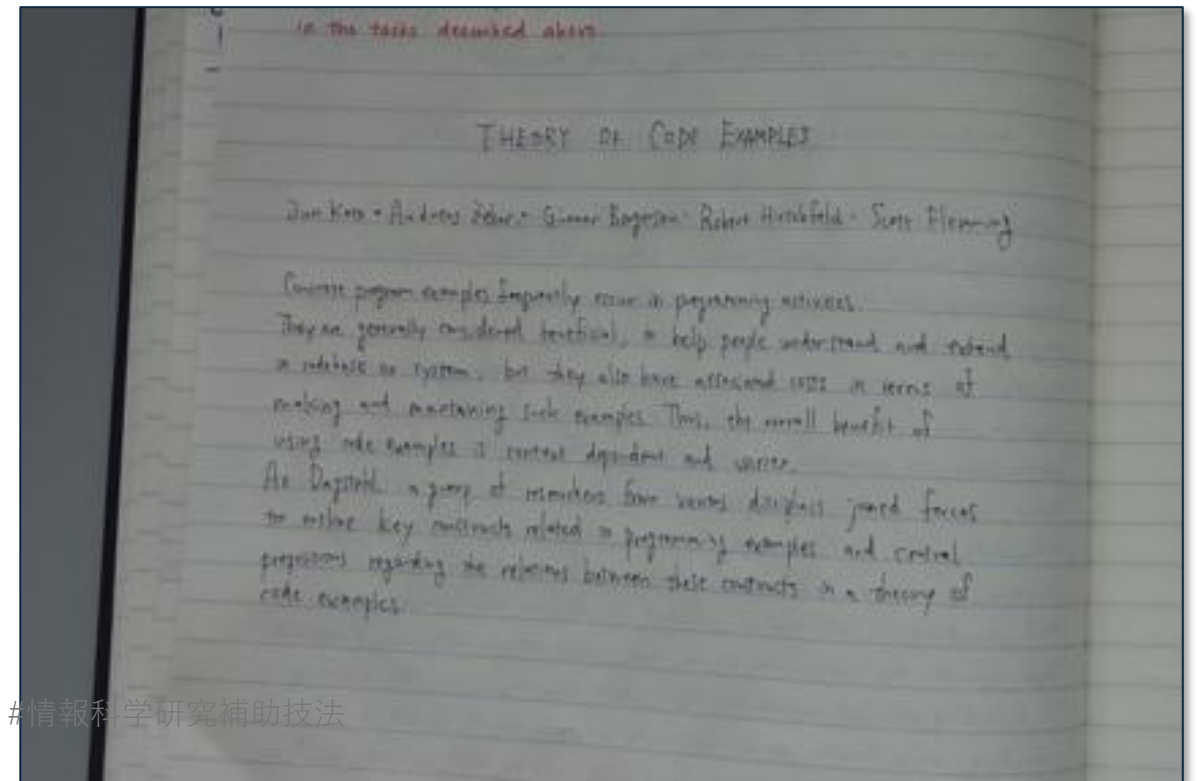 in the tasks described above.
THEORY OF CODE EXAMPLES
Jun Kato · Andreas Zeller · Gunnar Bergersen · Robert Hirschfeld · Scott Fleming
Concrete program examples frequently occur in programming activities.
They are generally considered beneficial, to help people understand and extend
a codebase or system, but they also have associated costs in terms of
making and maintaining such examples. Thus, the overall benefit of
using code examples is context dependent and varies.
At Dagstuhl, a group of researchers from various disciplines joined forces
to outline key constructs related to programming examples and central
propositions regarding the relations between these constructs in a theory of
code examples.
#情報科学研究補助技法